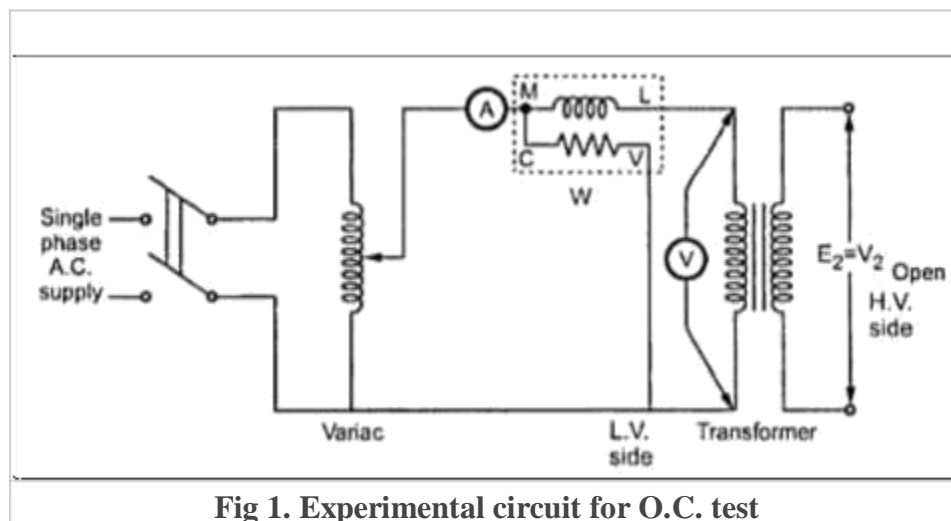 A
M
L
C
V
W
Single
phase
A.C.
supply
V
E2=V2
Open
H.V.
side
Variac
L.V.
side
Transformer
Fig 1. Experimental circuit for O.C. test